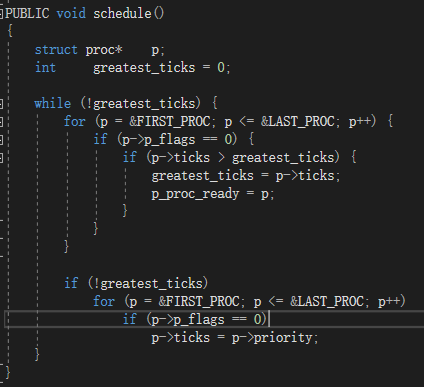 PUBLIC void schedule()
{
    struct proc*    p;
    int     greatest_ticks = 0;

    while (!greatest_ticks) {
        for (p = &FIRST_PROC; p <= &LAST_PROC; p++) {
            if (p->p_flags == 0) {
                if (p->ticks > greatest_ticks) {
                    greatest_ticks = p->ticks;
                    p_proc_ready = p;
                }
            }
        }

        if (!greatest_ticks)
            for (p = &FIRST_PROC; p <= &LAST_PROC; p++)
                if (p->p_flags == 0)
                    p->ticks = p->priority;
    }
}